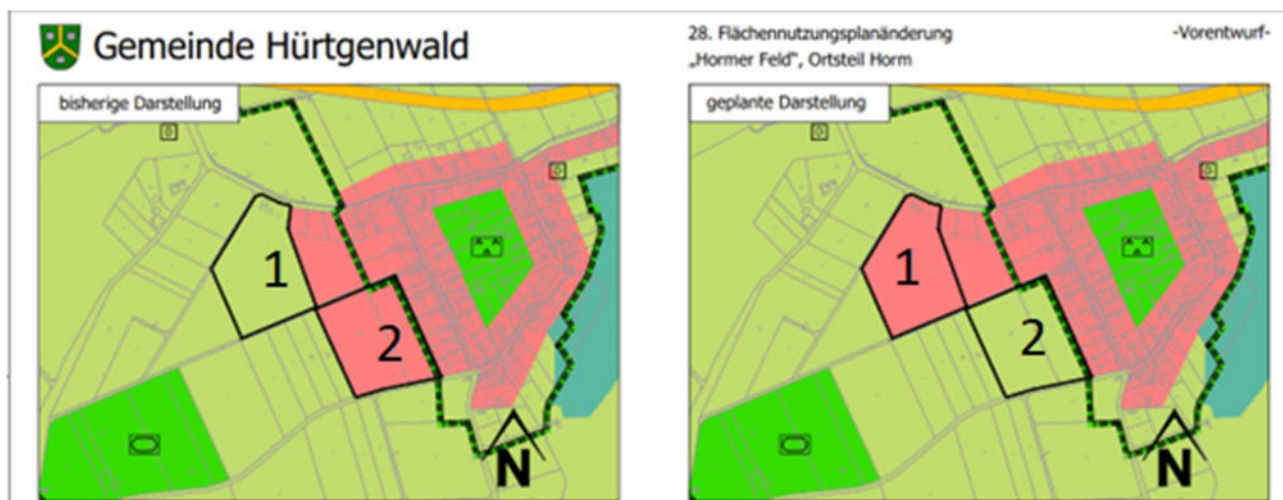 Gemeinde Hürtgenwald
28. Flächennutzungsplanänderung
-Vorentwurf-
„Hormer Feld“, Ortsteil Horm
bisherige Darstellung
1
2
N
geplante Darstellung
1
2
N